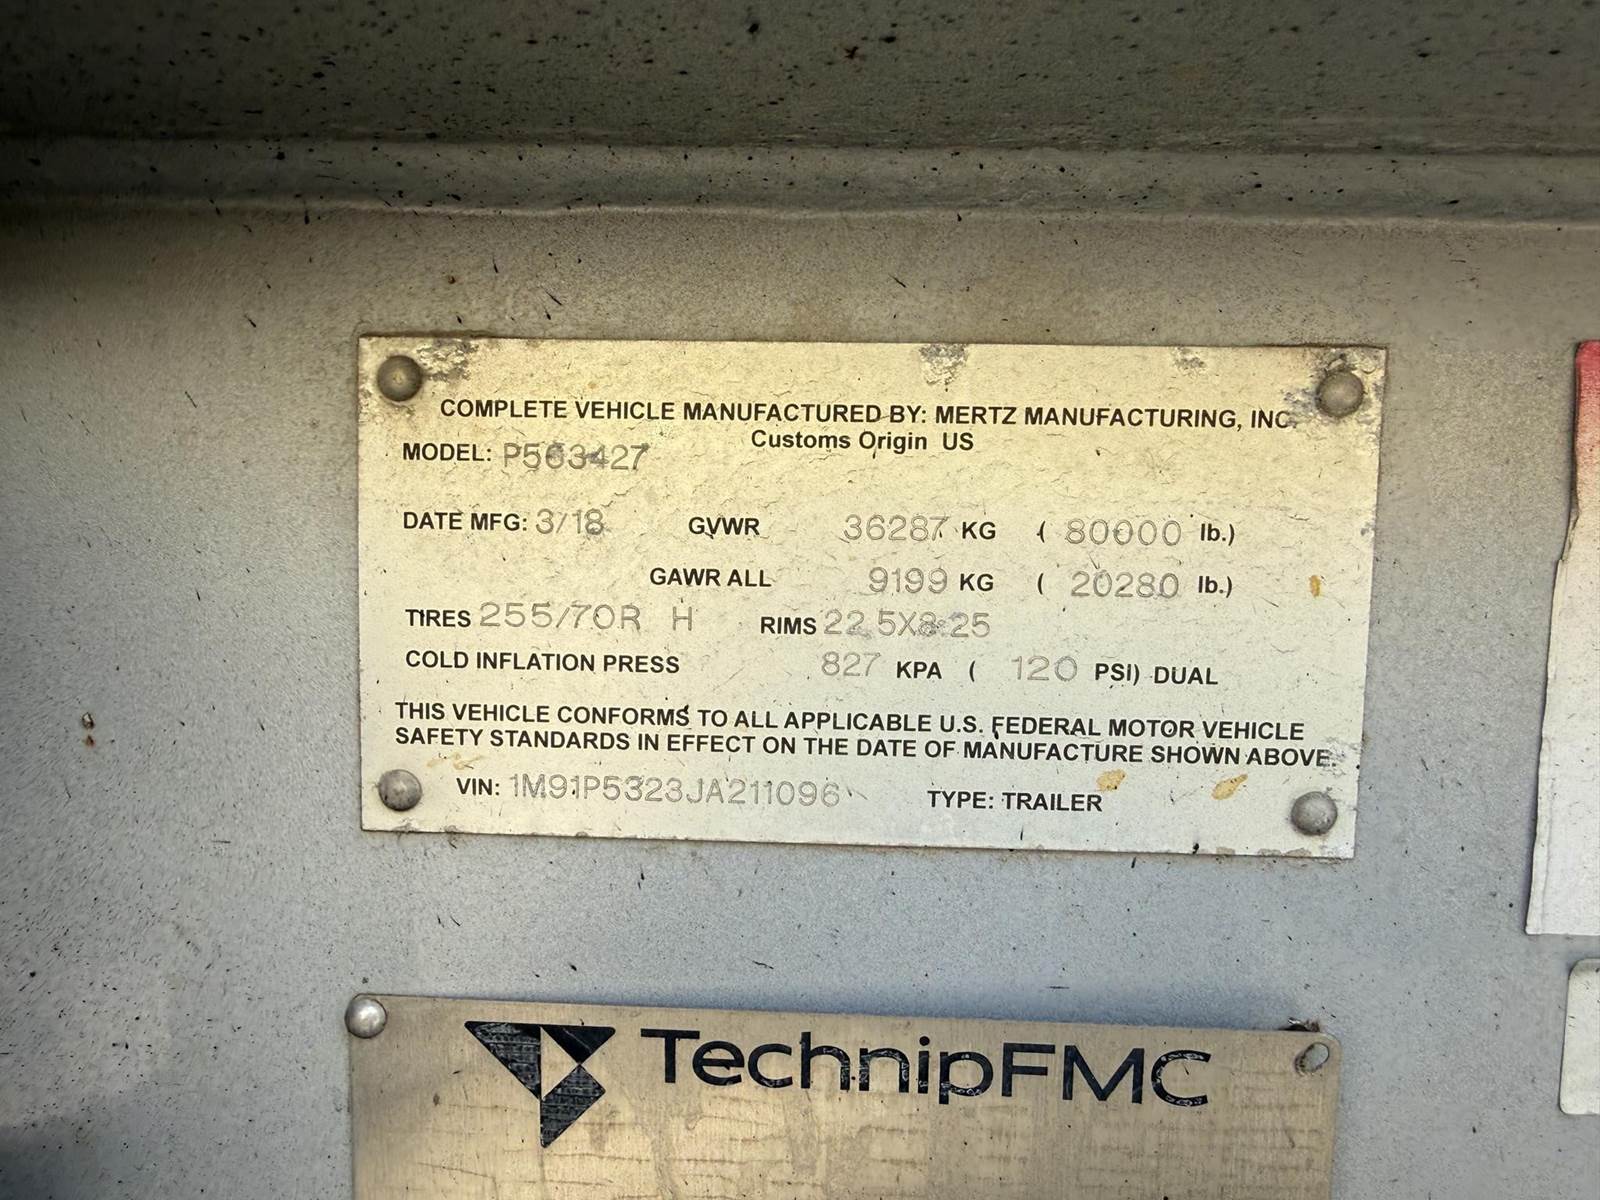 COMPLETE VEHICLE MANUFACTURED BY: MERTZ MANUFACTURING, INC.
Customs Origin US
MODEL: P563427
DATE MFG: 3/18 GVWR 36287 KG ( 80000 lb.)
GAWR ALL 9199 KG ( 20280 lb.)
TIRES 255/70R H RIMS 22.5X8.25
COLD INFLATION PRESS 827 KPA ( 120 PSI) DUAL
THIS VEHICLE CONFORMS TO ALL APPLICABLE U.S. FEDERAL MOTOR VEHICLE
SAFETY STANDARDS IN EFFECT ON THE DATE OF MANUFACTURE SHOWN ABOVE.
VIN: 1M91P5323JA211096 TYPE: TRAILER
TechnipFMC